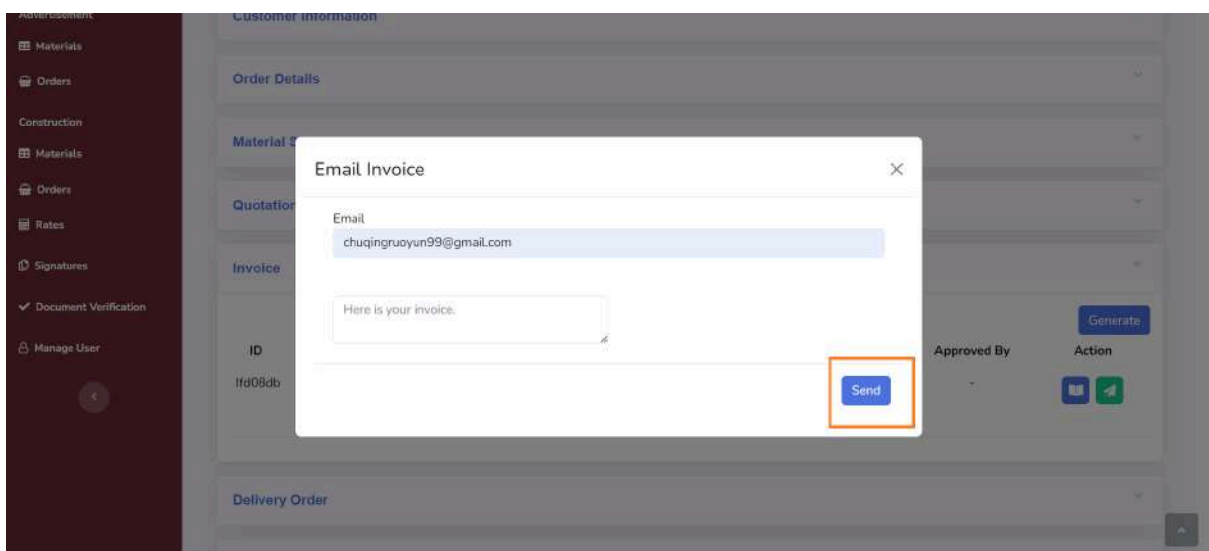 Advertisement
Materials
Orders
Construction
Materials
Orders
Rates
Signatures
Document Verification
Manage User
Customer Information
Order Details
Material S
Quotation
Invoice
Generate
ID
Approved By
Action
lfd08db
-
Delivery Order
Email Invoice
Email
chuqingruoyun99@gmail.com
Here is your invoice.
Send